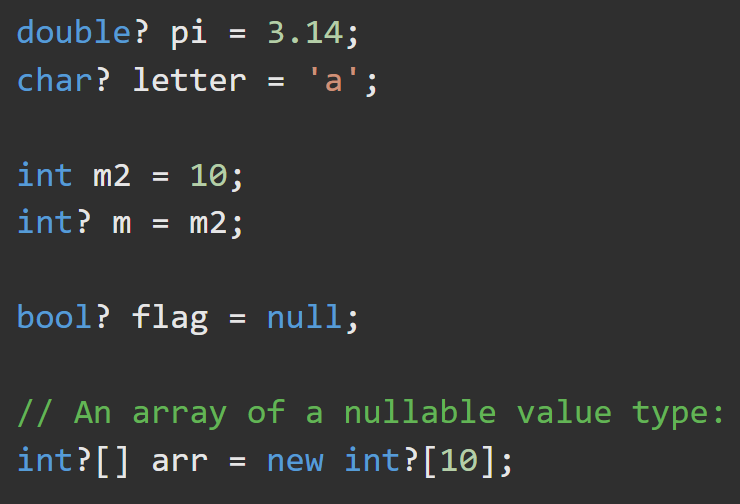 double? pi = 3.14;
char? letter = 'a';
int m2 = 10;
int? m = m2;
bool? flag = null;
// An array of a nullable value type:
int?[] arr = new int?[10];